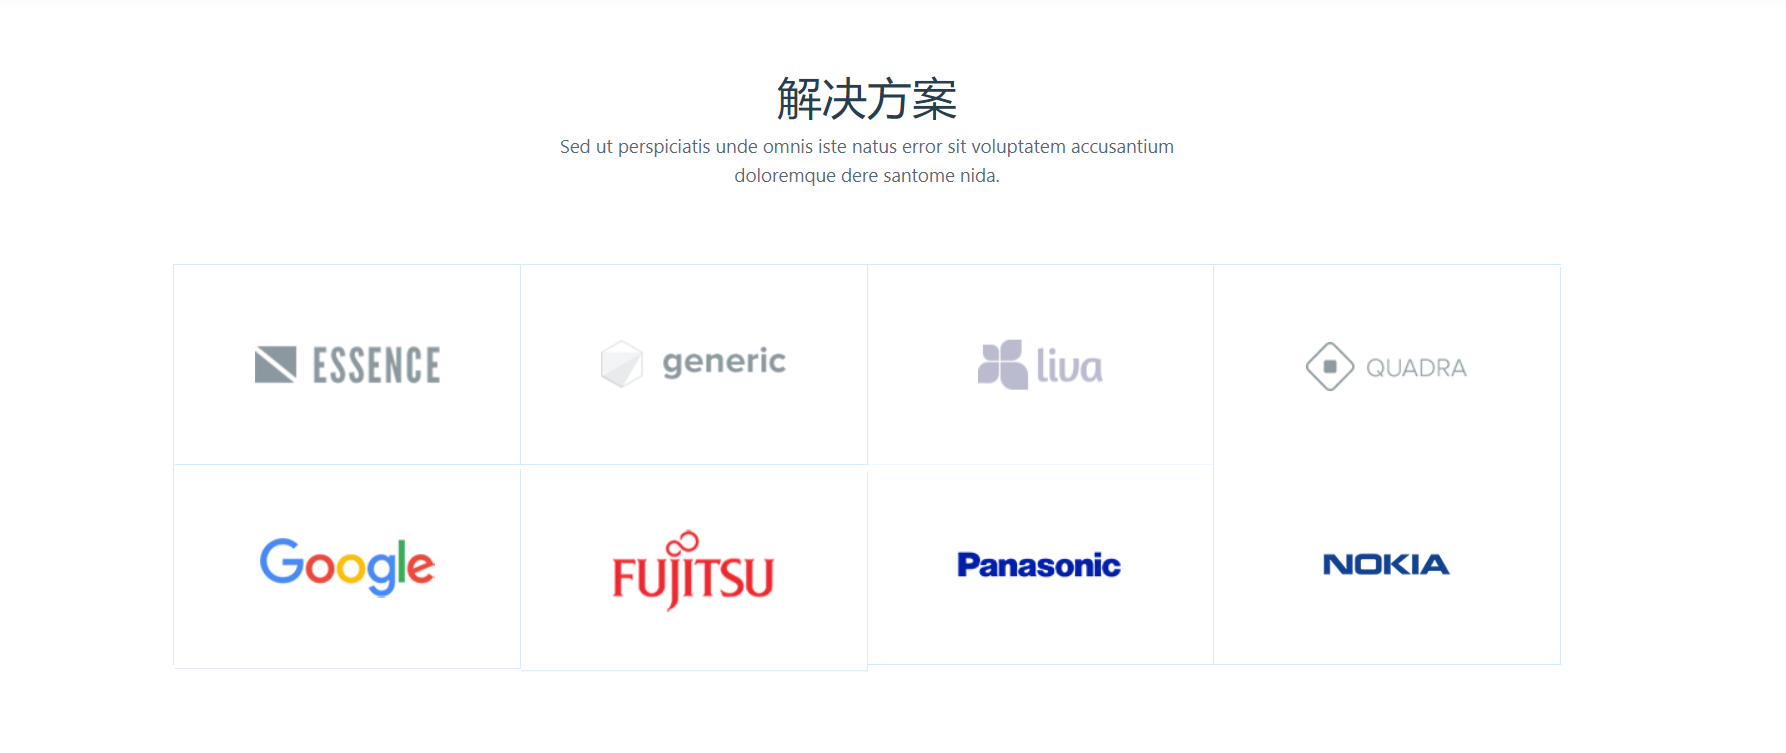 解决方案
Sed ut perspiciatis unde omnis iste natus error sit voluptatem accusantium
doloremque dere santome nida.
ESSENCE
generic
liva
QUADRA
Google
FUJITSU
Panasonic
NOKIA